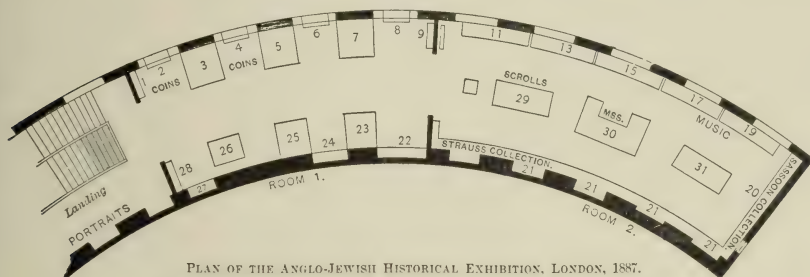 1
2
3
4
5
6
7
8
9
11
13
15
17
19
COINS
COINS
SCROLLS
29
MSS.
30
MUSIC
31
20
SASSOON COLLECTION.
28
27
26
25
24
23
22
STRAUSS COLLECTION.
21
21
21
21
21
Landing
PORTRAITS
ROOM 1.
ROOM 2.
PLAN OF THE ANGLO-JEWISH HISTORICAL EXHIBITION, LONDON, 1887.